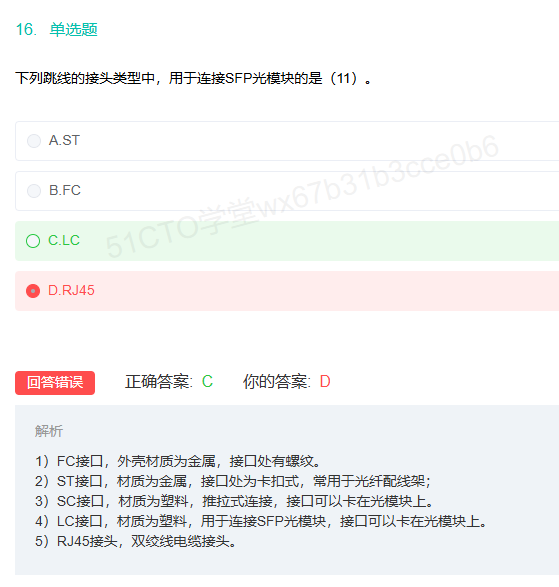 16. 单选题
下列跳线的接头类型中，用于连接SFP光模块的是（11）。
A.ST
B.FC
C.LC
D.RJ45
51CTO学堂wx67b31b3cce0b6
回答错误 正确答案: C 你的答案: D
解析
1）FC接口，外壳材质为金属，接口处有螺纹。
2）ST接口，材质为金属，接口处为卡扣式，常用于光纤配线架；
3）SC接口，材质为塑料，推拉式连接，接口可以卡在光模块上。
4）LC接口，材质为塑料，用于连接SFP光模块，接口可以卡在光模块上。
5）RJ45接头，双绞线电缆接头。